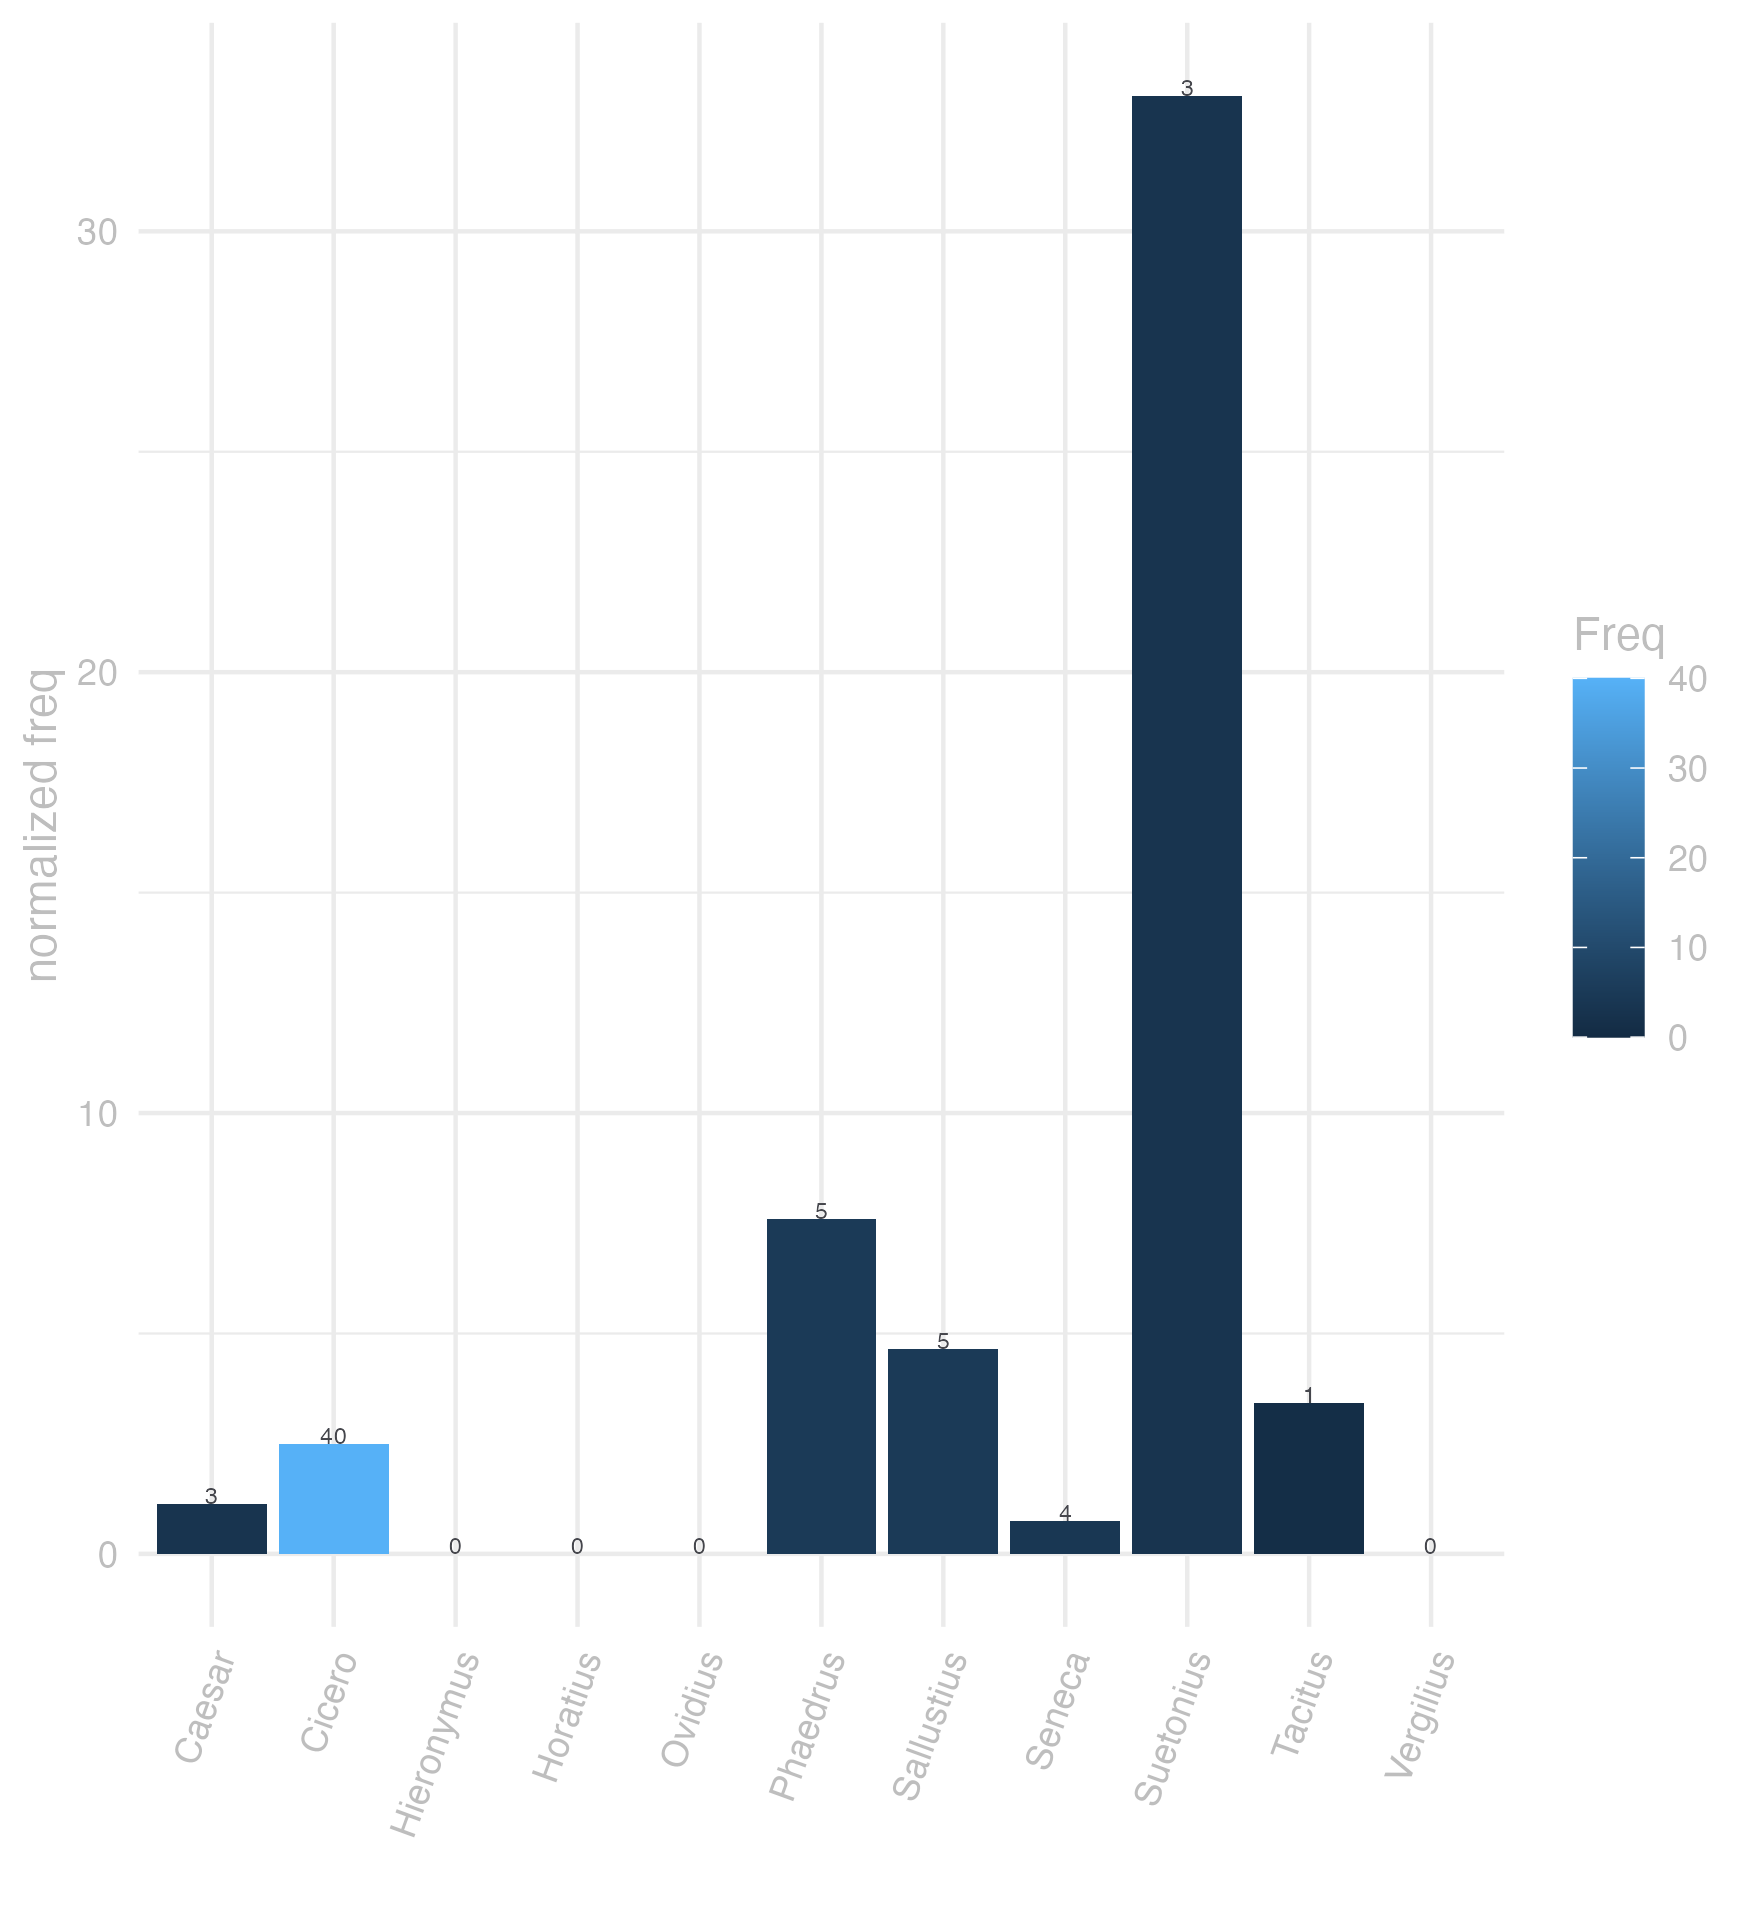 normalized freq
30
20
10
0
3
40
0
0
0
5
5
4
3
1
0
Caesar
Cicero
Hieronymus
Horatius
Ovidius
Phaedrus
Sallustius
Seneca
Suetonius
Tacitus
Vergilius
Freq
40
30
20
10
0